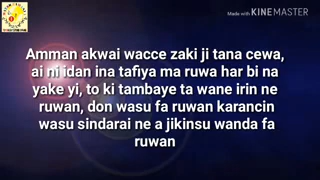 Made with KINEMASTER
Amman akwai wacce zaki ji tana cewa,
ai ni idan ina tafiya ma ruwa har bi na
yake yi, to ki tambaye ta wane irin ne
ruwan, don wasu fa ruwan karancin
wasu sindarai ne a jikinsu wanda fa
ruwan